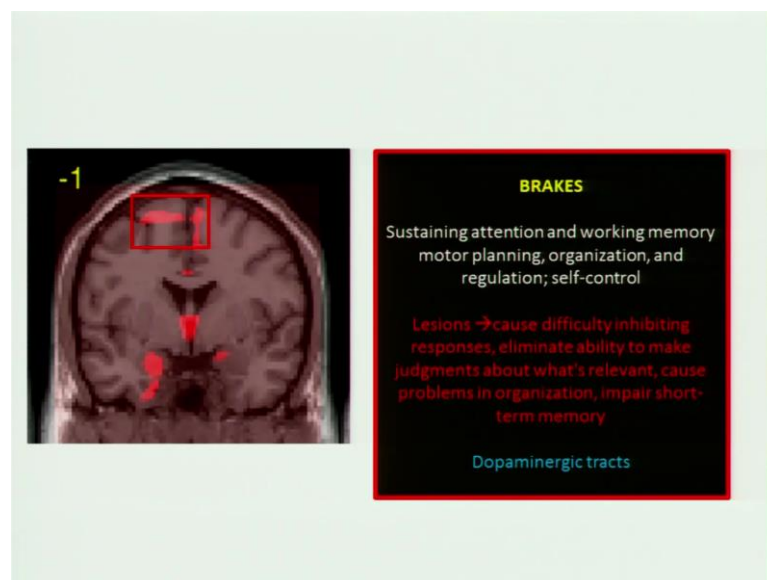 -1
BRAKES
Sustaining attention and working memory
motor planning, organization, and
regulation; self-control
Lesions →cause difficulty inhibiting
responses, eliminate ability to make
judgments about what's relevant, cause
problems in organization, impair short-
term memory
Dopaminergic tracts